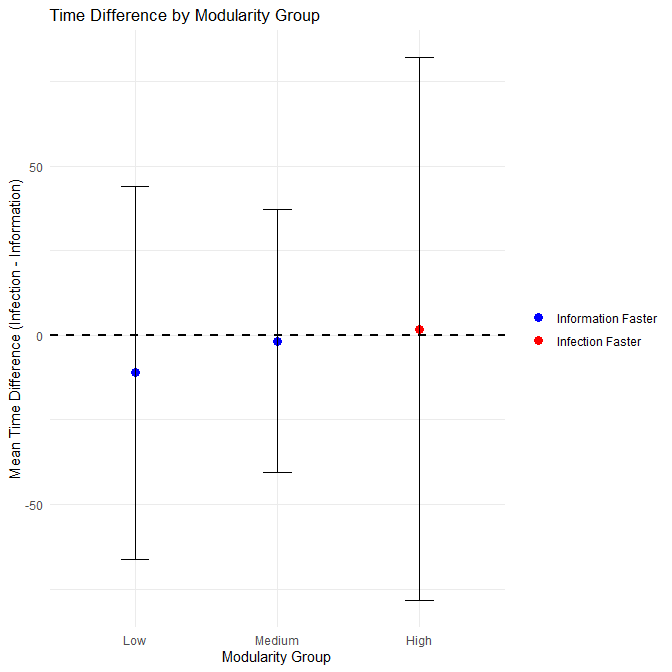 Time Difference by Modularity Group
Mean Time Difference (Infection - Information)
50
0
-50
Low
Medium
High
Modularity Group
Information Faster
Infection Faster